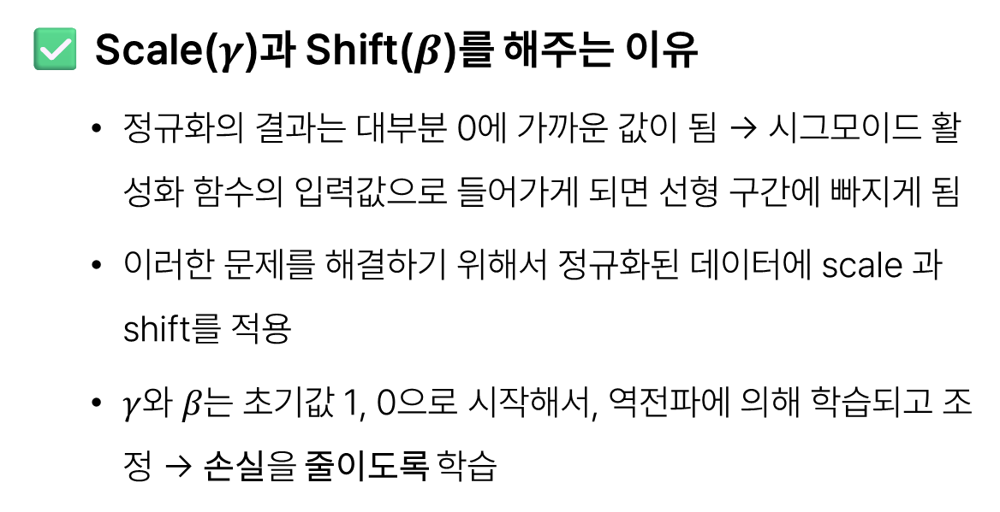 ✅ Scale(γ)과 Shift(β)를 해주는 이유
• 정규화의 결과는 대부분 0에 가까운 값이 됨 → 시그모이드 활
성화 함수의 입력값으로 들어가게 되면 선형 구간에 빠지게 됨
• 이러한 문제를 해결하기 위해서 정규화된 데이터에 scale 과
shift를 적용
• γ와 β는 초기값 1, 0으로 시작해서, 역전파에 의해 학습되고 조
정 → 손실을 줄이도록 학습